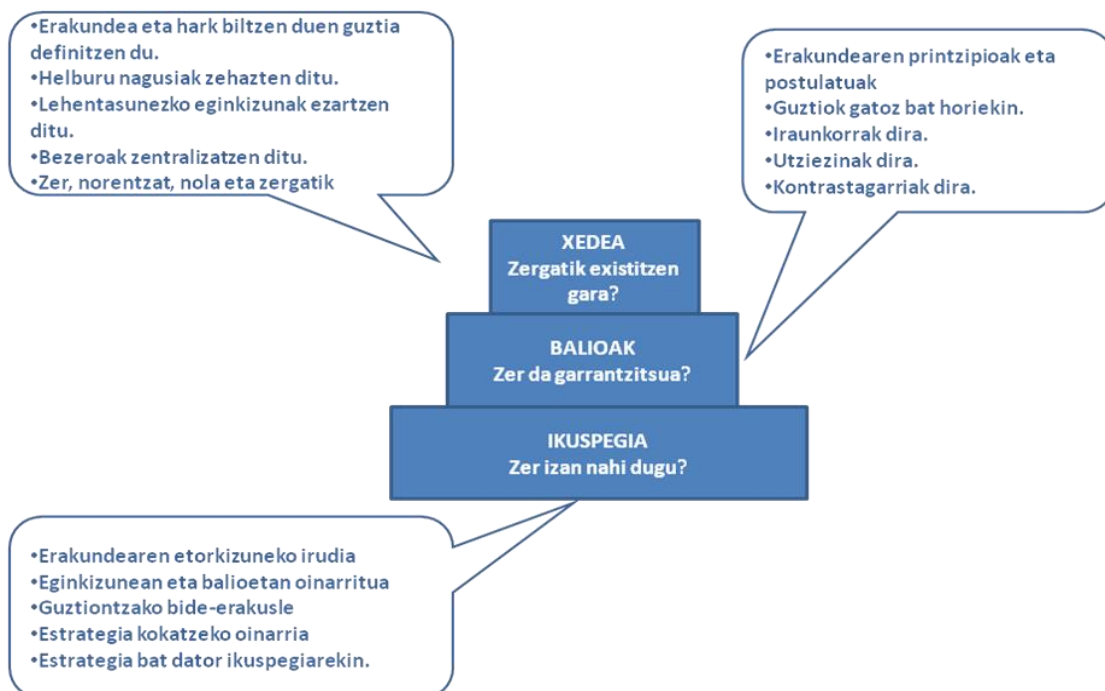 •Erakundea eta hark biltzen duen guztia
definitzen du.
•Helburu nagusiak zehazten ditu.
•Lehentasunezko eginkizunak ezartzen
ditu.
•Bezeroak zentralizatzen ditu.
•Zer, norentzat, nola eta zergatik
•Erakundearen printzipioak eta
postulatuak
•Guztiok gatoz bat horiekin.
•Iraunkorrak dira.
•Utziezinak dira.
•Kontrastagarriak dira.
XEDEA
Zergatik existitzen
gara?
BALIOAK
Zer da garrantzitsua?
IKUSPEGIA
Zer izan nahi dugu?
•Erakundearen etorkizuneko irudia
•Eginkizunean eta balioetan oinarritua
•Guztiontzako bide-erakusle
•Estrategia kokatzeko oinarria
•Estrategia bat dator ikuspegiarekin.